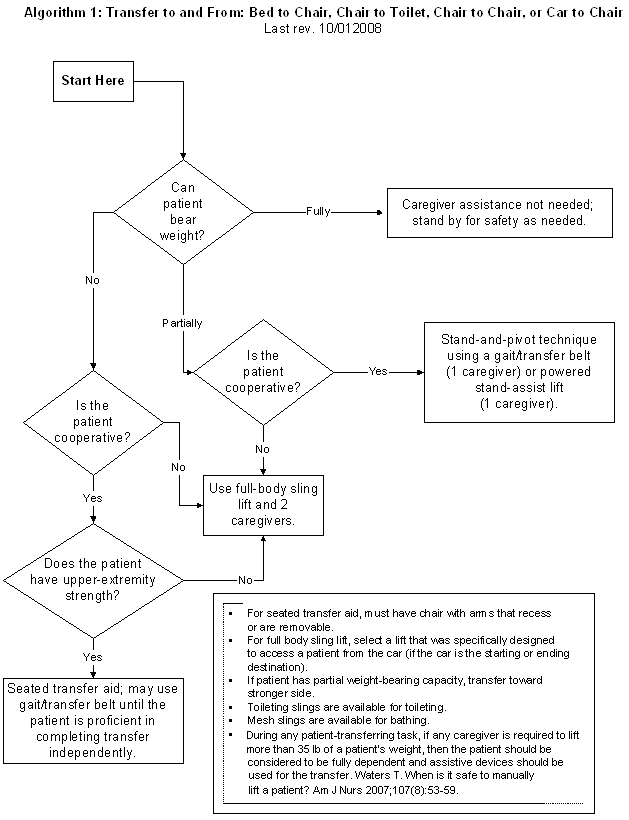 Algorithm 1: Transfer to and From: Bed to Chair, Chair to Toilet, Chair to Chair, or Car to Chair
Last rev. 10/012008
Start Here
Can
patient
bear
weight?
Fully
Caregiver assistance not needed;
stand by for safety as needed.
No
Partially
Is the
patient
cooperative?
Yes
Stand-and-pivot technique
using a gait/transfer belt
(1 caregiver) or powered
stand-assist lift
(1 caregiver).
No
Is the
patient
cooperative?
No
Use full-body sling
lift and 2
caregivers.
Yes
Does the patient
have upper-extremity
strength?
No
Yes
Seated transfer aid; may use
gait/transfer belt until the
patient is proficient in
completing transfer
independently.
▪ For seated transfer aid, must have chair with arms that recess
or are removable.
▪ For full body sling lift, select a lift that was specifically designed
to access a patient from the car (if the car is the starting or ending
destination).
▪ If patient has partial weight-bearing capacity, transfer toward
stronger side.
▪ Toileting slings are available for toileting.
▪ Mesh slings are available for bathing.
▪ During any patient-transferring task, if any caregiver is required to lift
more than 35 lb of a patient's weight, then the patient should be
considered to be fully dependent and assistive devices should be
used for the transfer. Waters T. When is it safe to manually
lift a patient? Am J Nurs 2007;107(8):53-59.